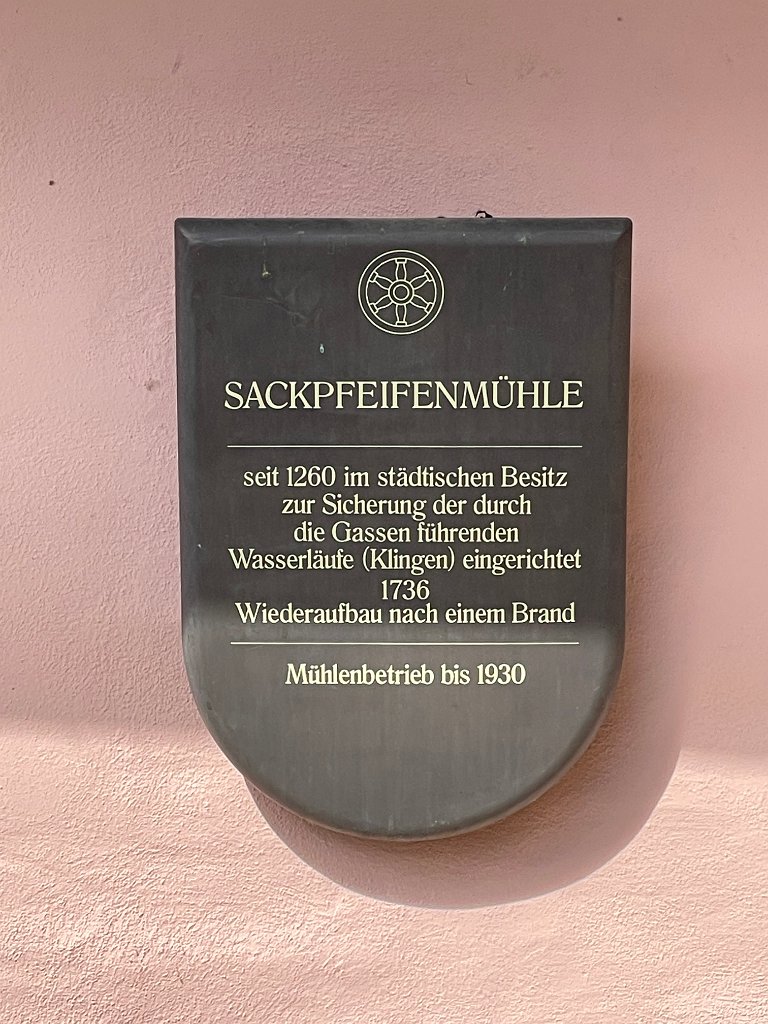 SACKPFEIFENMÜHLE
seit 1260 im städtischen Besitz
zur Sicherung der durch
die Gassen führenden
Wasserläufe (Klingen) eingerichtet
1736
Wiederaufbau nach einem Brand
Mühlenbetrieb bis 1930